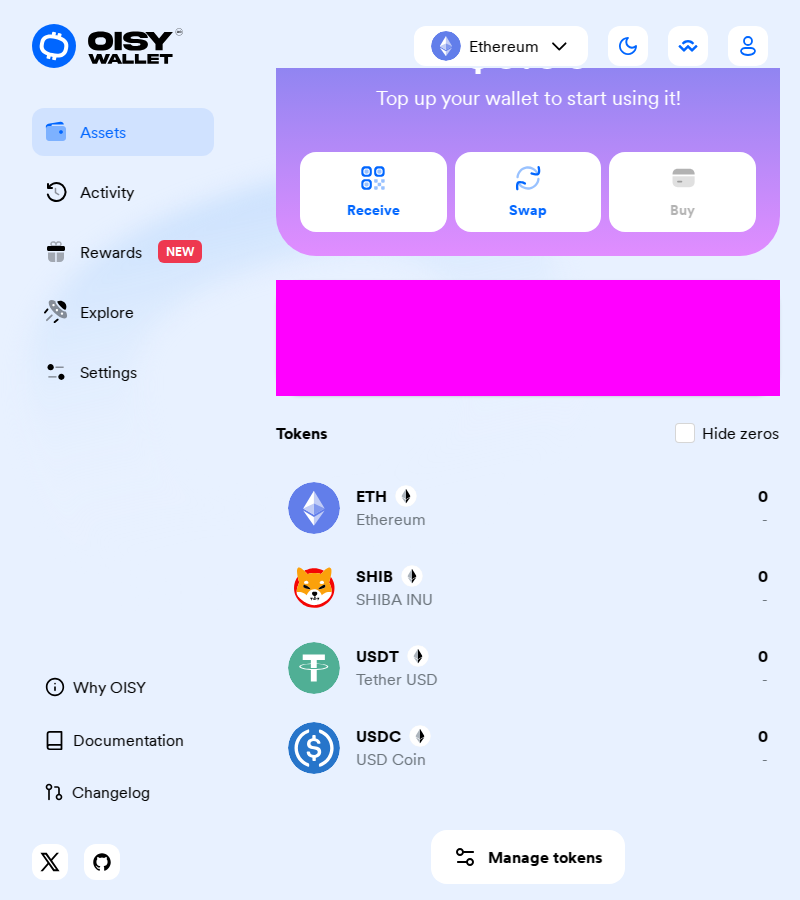 OISY
WALLET
Ethereum
Top up your wallet to start using it!
Receive
Swap
Buy
Assets
Activity
Rewards NEW
Explore
Settings
Tokens
Hide zeros
ETH
0
Ethereum
-
SHIB
0
SHIBA INU
-
USDT
0
Tether USD
-
USDC
0
USD Coin
-
Why OISY
Documentation
Changelog
Manage tokens